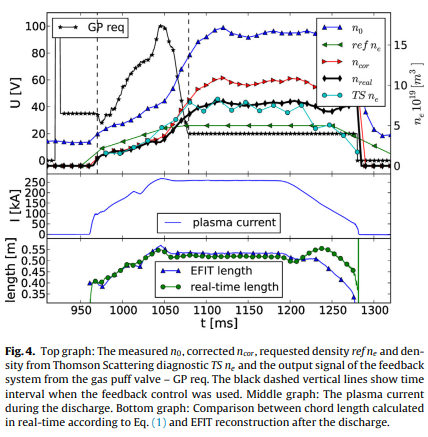 GP req
n0
ref ne
ncor
nreal
TS ne
100
80
60
40
20
0
U [V]
15
10
5
0
ne 10^19 [m^3]
250
200
150
100
50
0
I [kA]
plasma current
0.55
0.50
0.45
0.40
0.35
length [m]
EFIT length
real-time length
950 1000 1050 1100 1150 1200 1250 1300
t [ms]
Fig. 4. Top graph: The measured n0, corrected ncor, requested density ref ne and den-
sity from Thomson Scattering diagnostic TS ne and the output signal of the feedback
system from the gas puff valve – GP req. The black dashed vertical lines show time
interval when the feedback control was used. Middle graph: The plasma current
during the discharge. Bottom graph: Comparison between chord length calculated
in real-time according to Eq. (1) and EFIT reconstruction after the discharge.